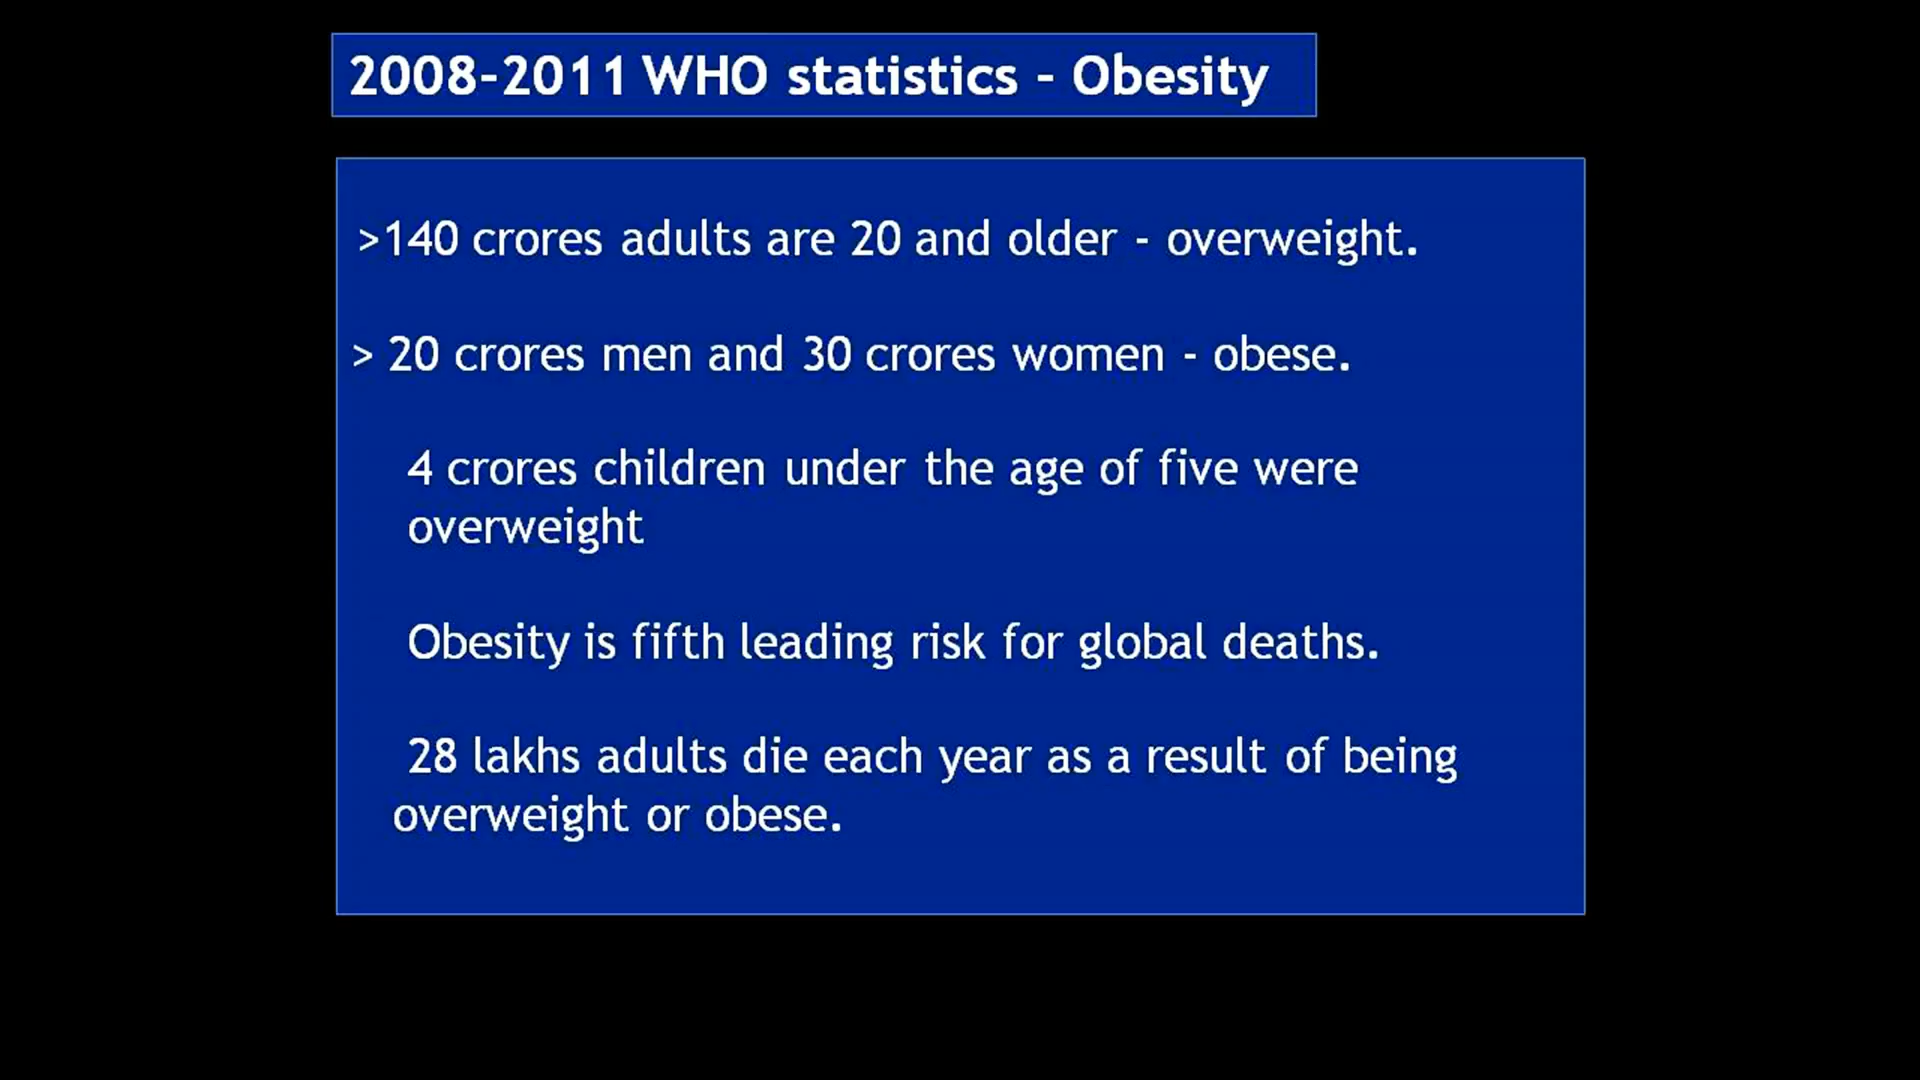 2008-2011 WHO statistics - Obesity
>140 crores adults are 20 and older - overweight.
> 20 crores men and 30 crores women - obese.
4 crores children under the age of five were
overweight
Obesity is fifth leading risk for global deaths.
28 lakhs adults die each year as a result of being
overweight or obese.